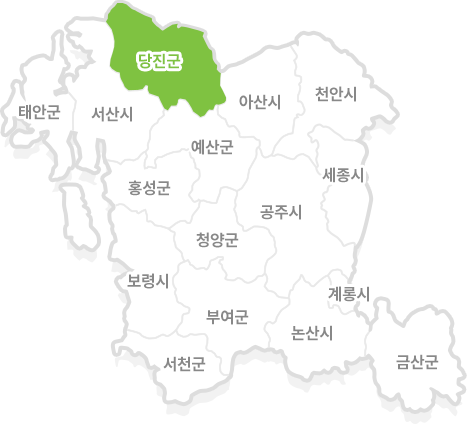 당진군
천안시
아산시
태안군
서산시
예산군
세종시
홍성군
공주시
청양군
보령시
계룡시
부여군
논산시
서천군
금산군